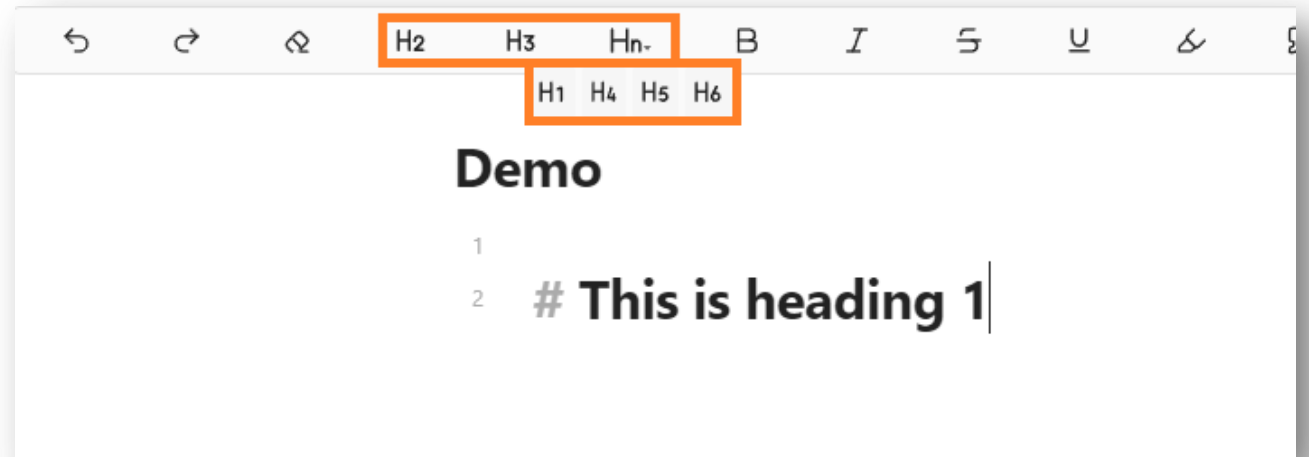 H2 H3 Hn B I S U
H1 H4 H5 H6
Demo
1
2 # This is heading 1